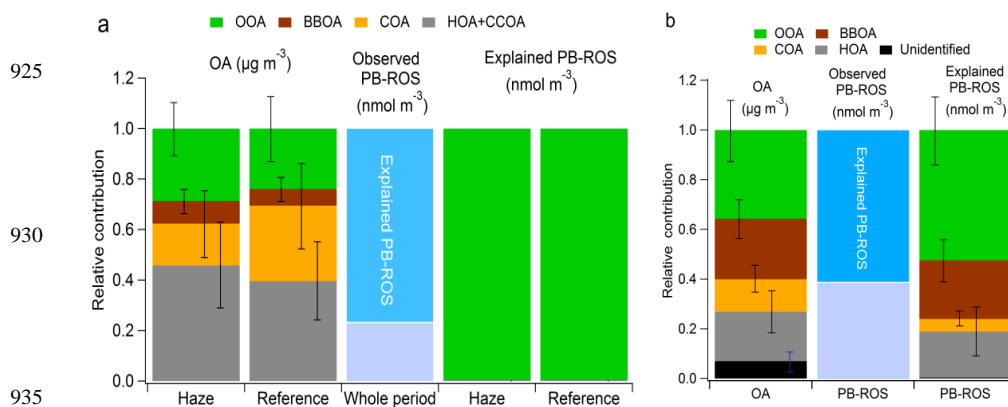 a
OOA BBOA COA HOA+CCOA
925
OA (µg m-3)
Observed
PB-ROS
(nmol m-3)
Explained PB-ROS
(nmol m-3)
930
935
Relative contribution
1.2
1.0
0.8
0.6
0.4
0.2
0.0
Explained PB-ROS
Haze Reference Whole period Haze Reference
b
OOA BBOA
COA HOA Unidentified
OA
(µg m-3)
Observed
PB-ROS
(nmol m-3)
Explained
PB-ROS
(nmol m-3)
Relative contribution
1.2
1.0
0.8
0.6
0.4
0.2
0.0
Explained PB-ROS
OA PB-ROS PB-ROS